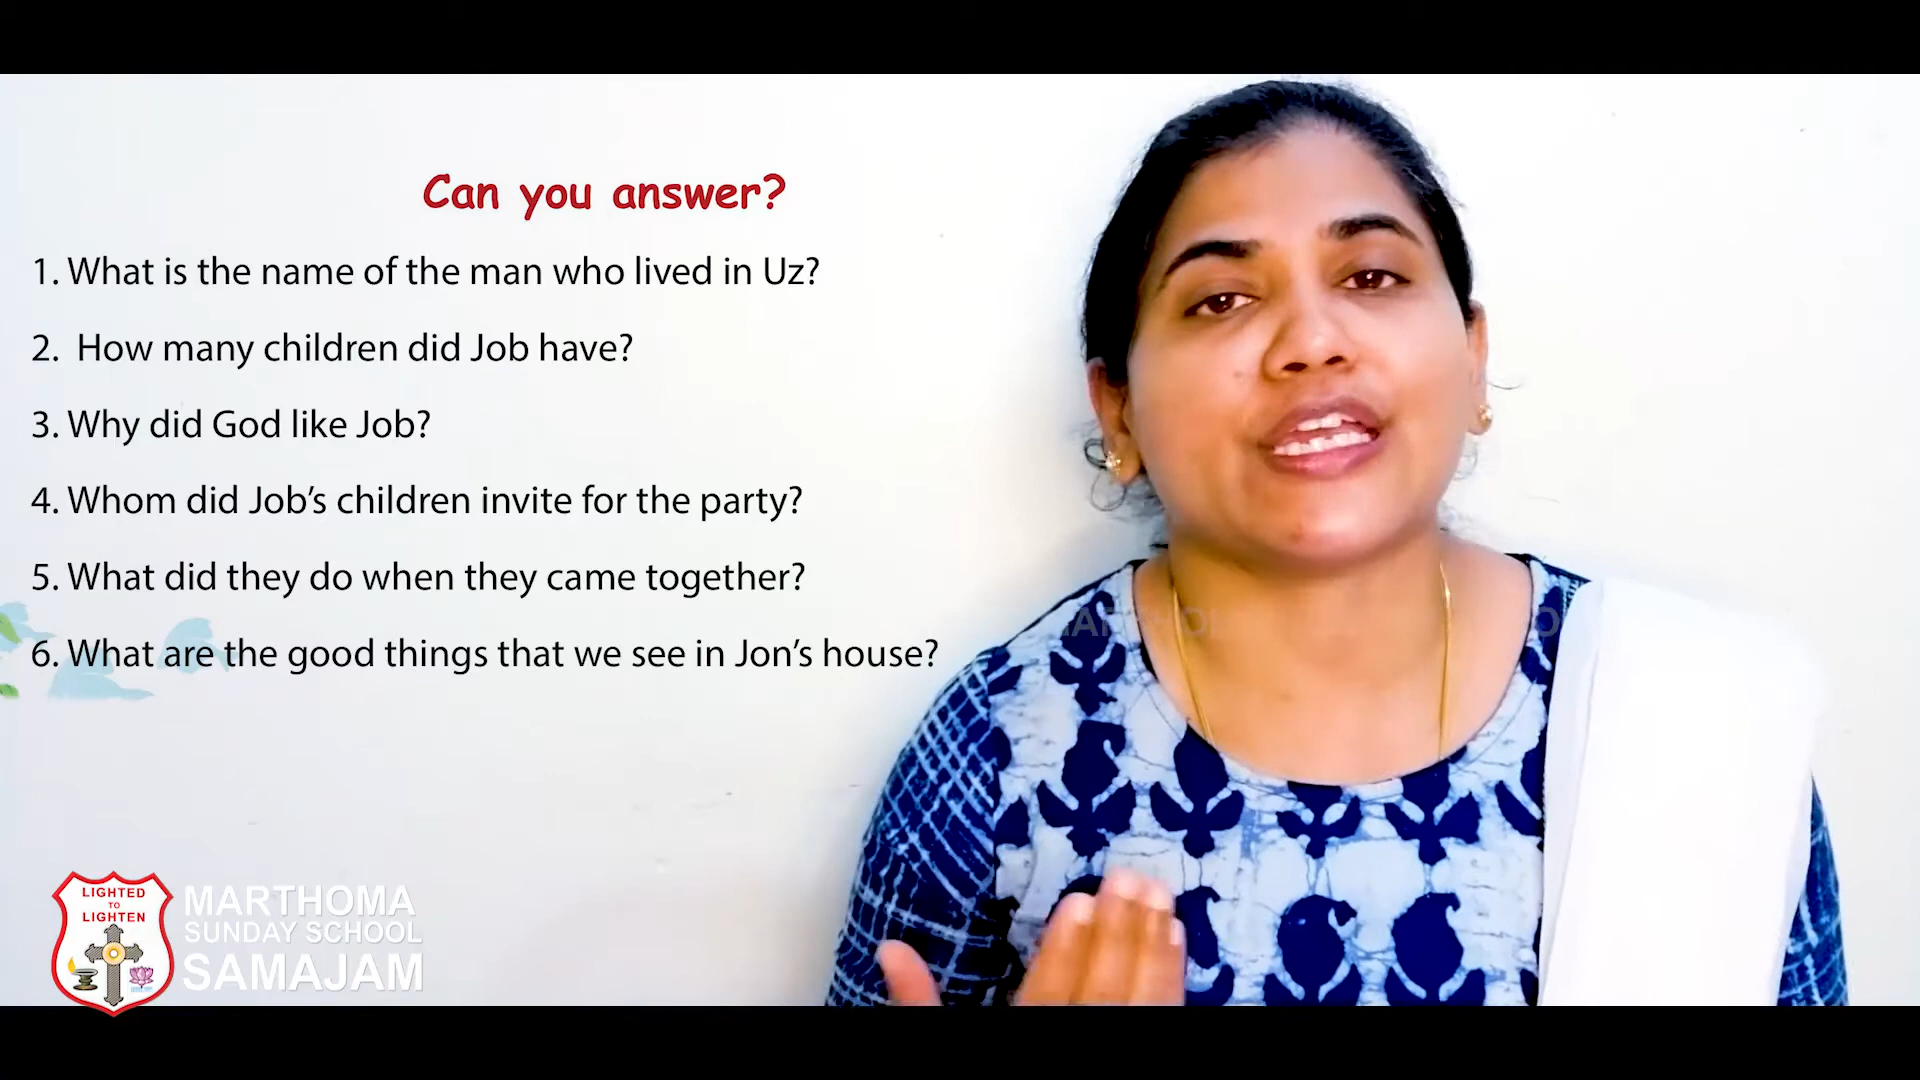 Can you answer?
1. What is the name of the man who lived in Uz?
2. How many children did Job have?
3. Why did God like Job?
4. Whom did Job’s children invite for the party?
5. What did they do when they came together?
6. What are the good things that we see in Jon’s house?
LIGHTED
TO
LIGHTEN
MARTHOMA
SUNDAY SCHOOL
SAMAJAM